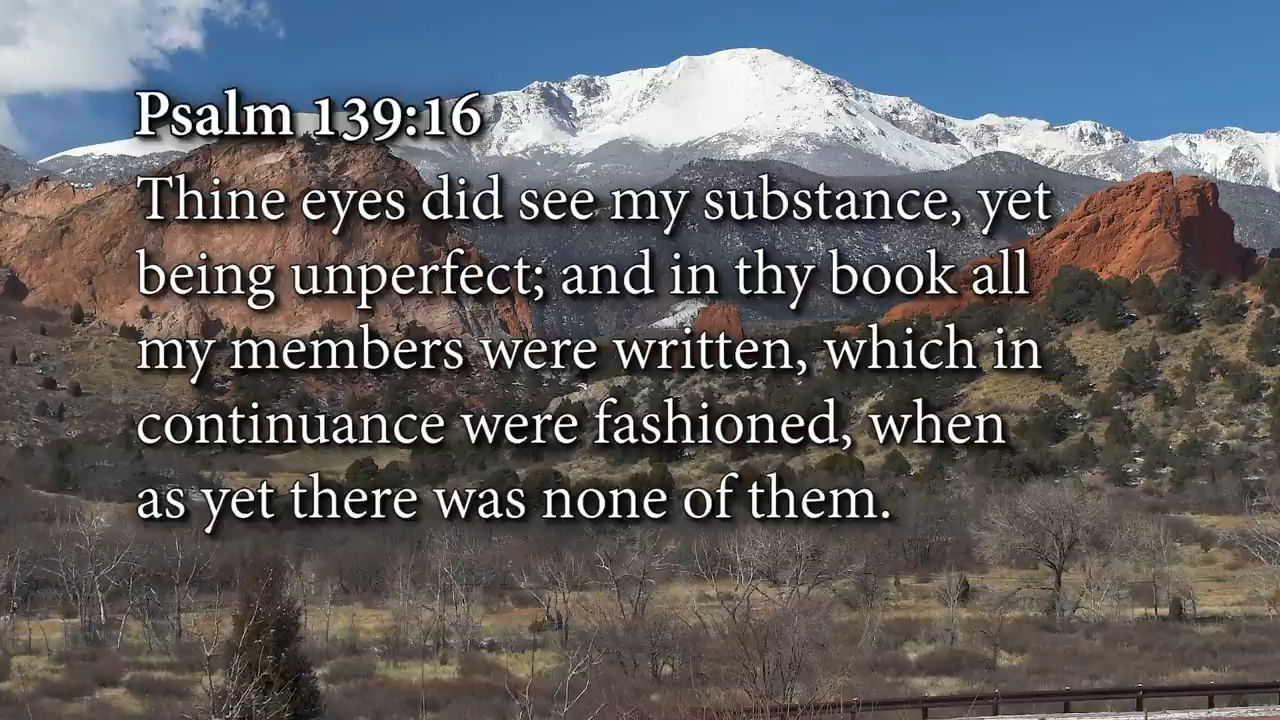 Psalm 139:16
Thine eyes did see my substance, yet
being unperfect; and in thy book all
my members were written, which in
continuance were fashioned, when
as yet there was none of them.